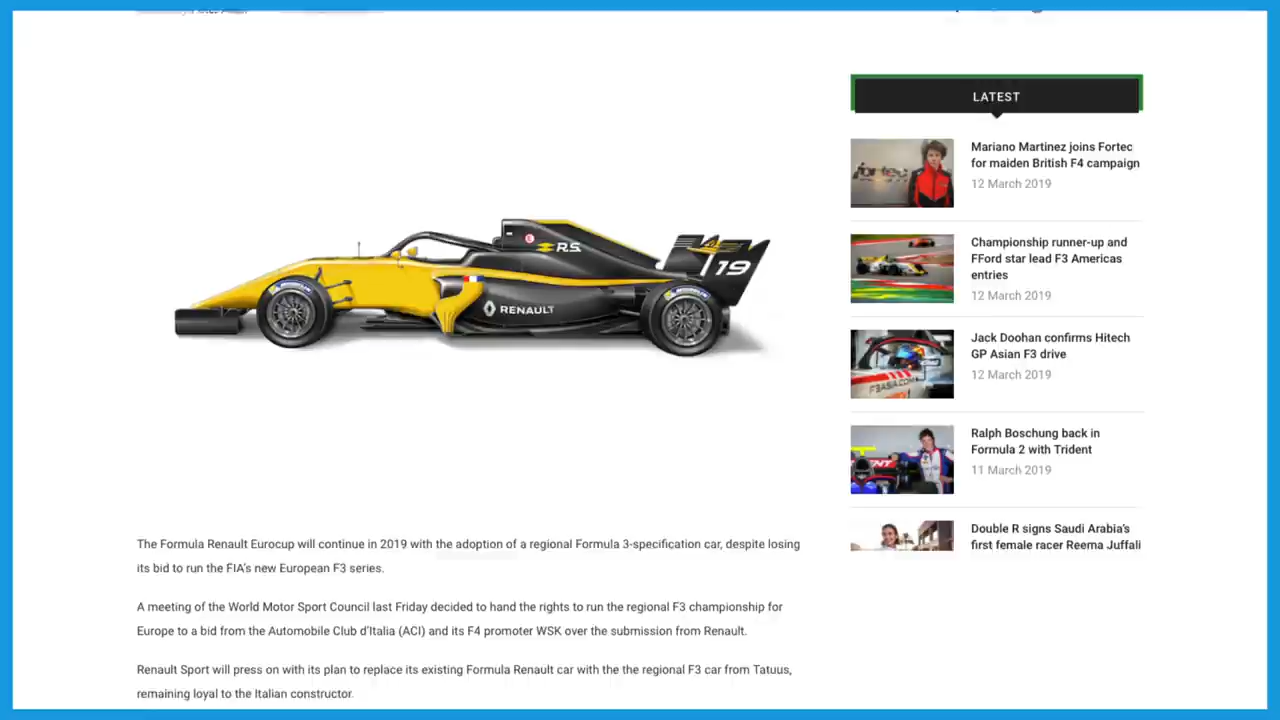 R.S.
19
RENAULT
The Formula Renault Eurocup will continue in 2019 with the adoption of a regional Formula 3-specification car, despite losing
its bid to run the FIA's new European F3 series.
A meeting of the World Motor Sport Council last Friday decided to hand the rights to run the regional F3 championship for
Europe to a bid from the Automobile Club d'Italia (ACI) and its F4 promoter WSK over the submission from Renault.
Renault Sport will press on with its plan to replace its existing Formula Renault car with the the regional F3 car from Tatuus,
remaining loyal to the Italian constructor.
LATEST
Mariano Martinez joins Fortec
for maiden British F4 campaign
12 March 2019
Championship runner-up and
FFord star lead F3 Americas
entries
12 March 2019
Jack Doohan confirms Hitech
GP Asian F3 drive
12 March 2019
Ralph Boschung back in
Formula 2 with Trident
11 March 2019
Double R signs Saudi Arabia's
first female racer Reema Juffali